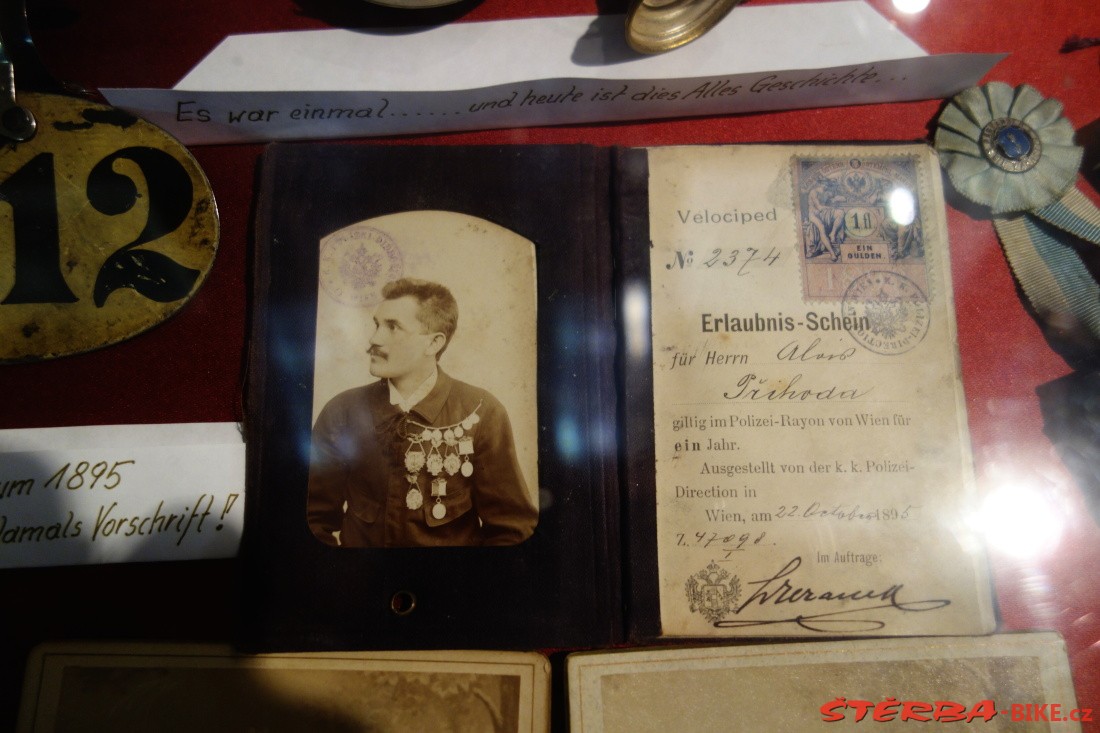 Es war einmal...... und heute ist dies Alles Geschichte...
12
um 1895
damals Vorschrift!
Velociped
No 2374
1 fl
EIN
GULDEN
Erlaubnis-Schein
für Herrn Alois
Přihoda
giltig im Polizei-Rayon von Wien für
ein Jahr.
Ausgestellt von der k. k. Polizei-
Direction in
Wien, am 22. October 1895
Im Auftrage:
ŠTĚRBA-BIKE.cz